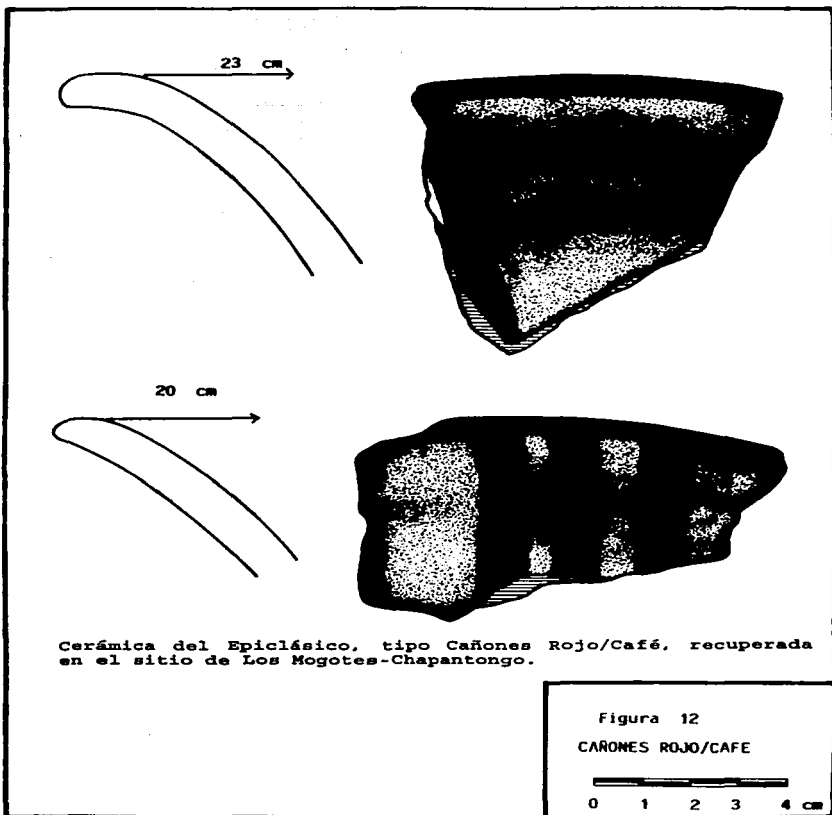 23 cm
20 cm
Cerámica del Epiclásico, tipo Cañones Rojo/Café, recuperada
en el sitio de Los Mogotes-Chapantongo.
Figura 12
CAÑONES ROJO/CAFE
0 1 2 3 4 cm